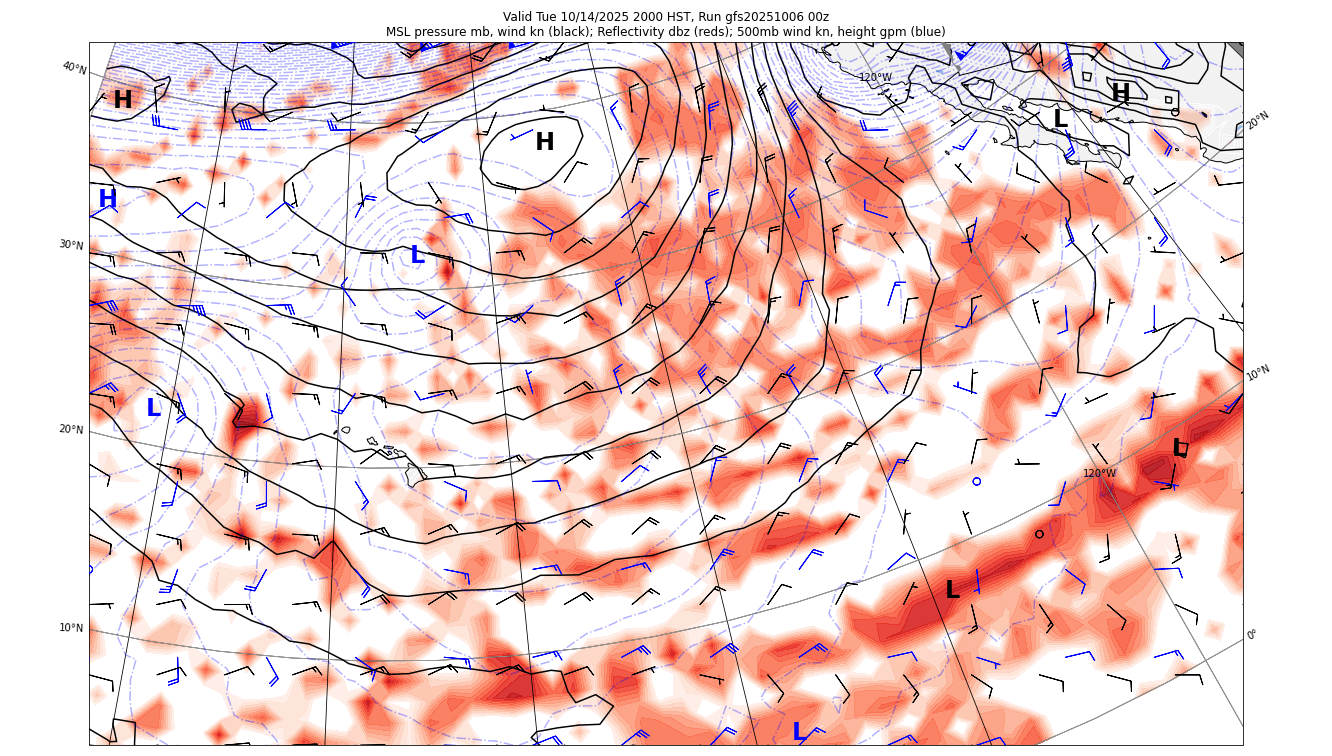 Valid Tue 10/14/2025 2000 HST, Run gfs20251006 00z
MSL pressure mb, wind kn (black); Reflectivity dbz (reds); 500mb wind kn, height gpm (blue)
40°N
120°W
H
H
L
20°N
H
H
30°N
L
10°N
L
20°N
L
120°W
L
10°N
0°
L